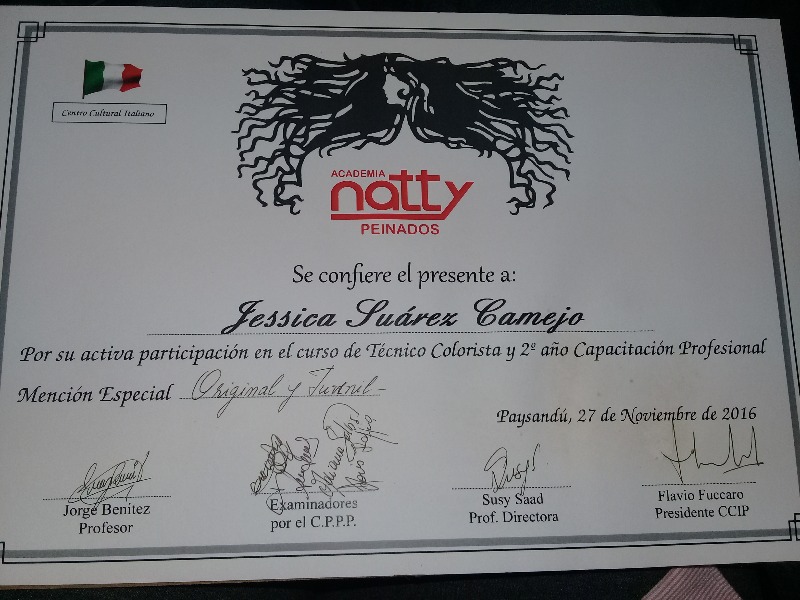 Centro Cultural Italiano
ACADEMIA
natty
PEINADOS
Se confiere el presente a:
Jessica Suárez Camejo
Por su activa participación en el curso de Técnico Colorista y 2º año Capacitación Profesional
Mención Especial Original y Juvenil -
Paysandú, 27 de Noviembre de 2016
Jorge Benitez
Profesor
Examinadores
por el C.P.P.P.
Susy Saad
Prof. Directora
Flavio Fuccaro
Presidente CCIP